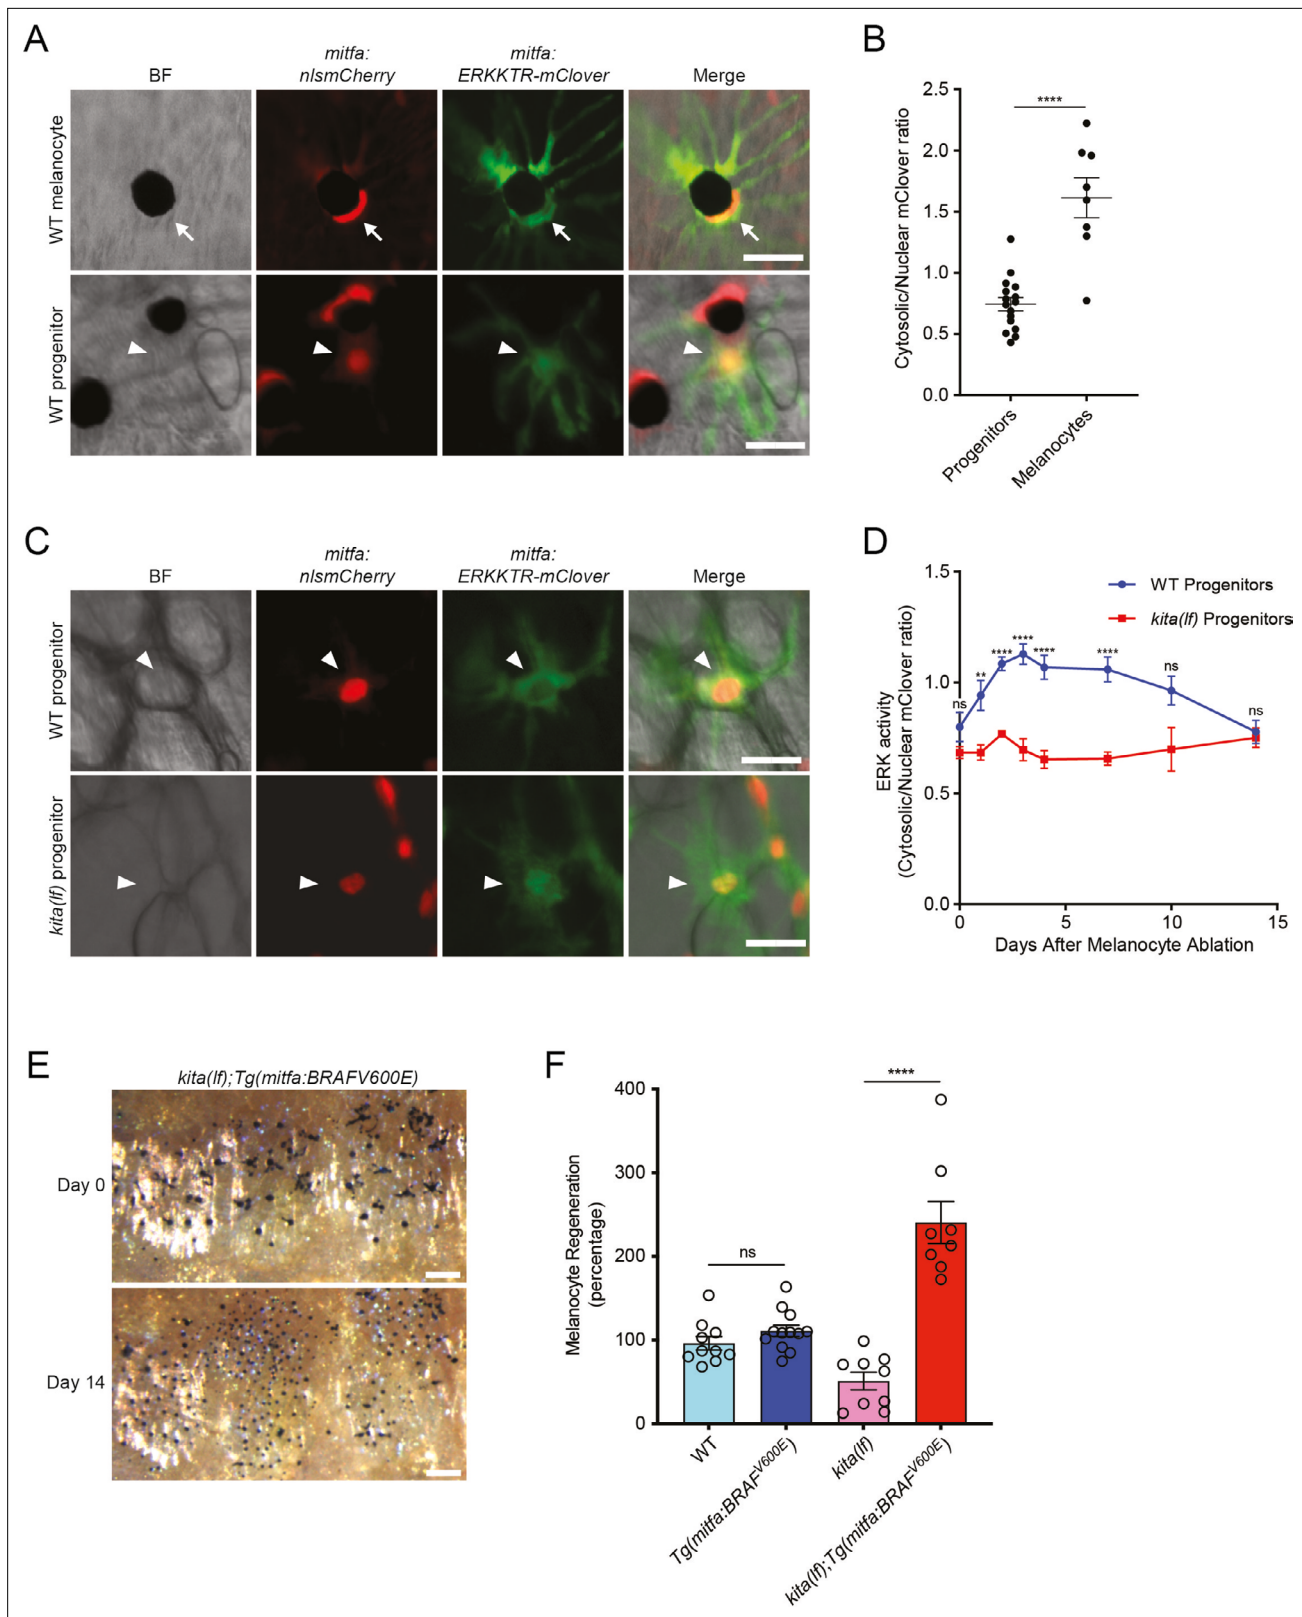 A
BF
mitfa:
nlsmCherry
mitfa:
ERKKTR-mClover
Merge
WT melanocyte
WT progenitor
B
Cytosolic/Nuclear mClover ratio
2.5
2.0
1.5
1.0
0.5
0.0
****
Progenitors
Melanocytes
C
BF
mitfa:
nlsmCherry
mitfa:
ERKKTR-mClover
Merge
WT progenitor
kita(lf) progenitor
D
ERK activity
(Cytosolic/Nuclear mClover ratio)
1.5
1.0
0.5
0.0
WT Progenitors
kita(lf) Progenitors
ns
**
****
****
****
****
ns
ns
0
5
10
15
Days After Melanocyte Ablation
E
kita(lf);Tg(mitfa:BRAFV600E)
Day 0
Day 14
F
Melanocyte Regeneration
(percentage)
400
300
200
100
0
ns
****
WT
Tg(mitfa:BRAFV600E)
kita(lf)
kita(lf);Tg(mitfa:BRAFV600E)